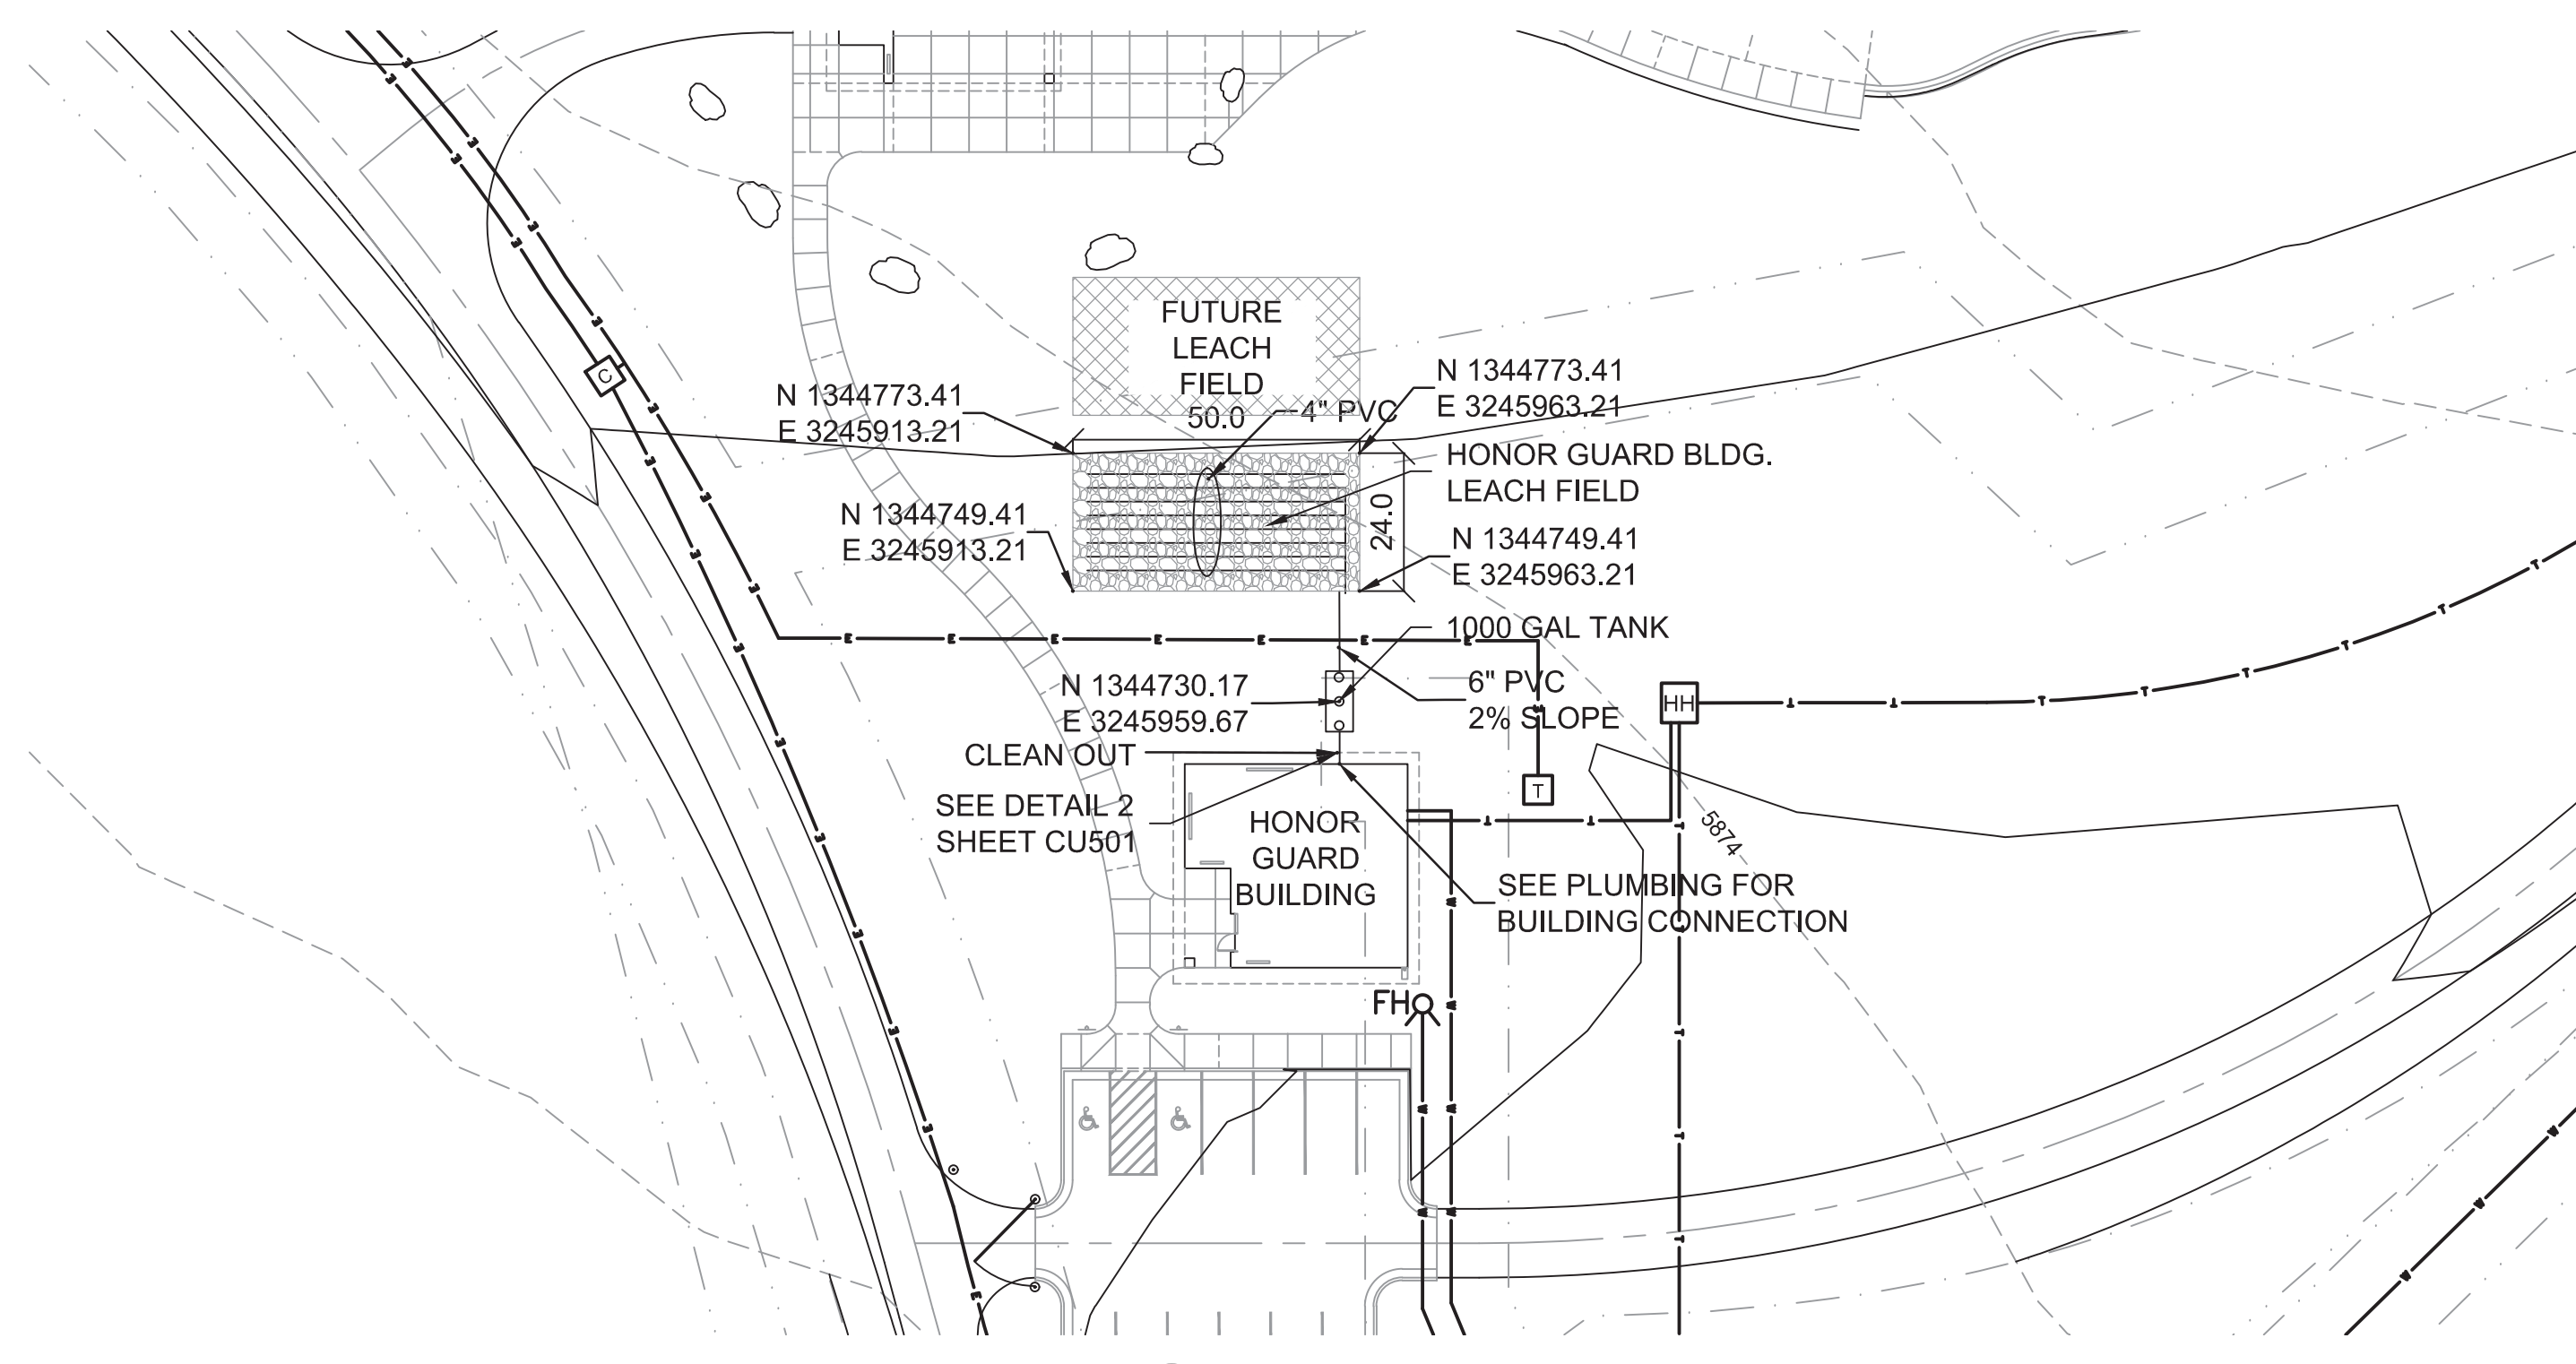 FUTURE
LEACH
FIELD
50.0
4" PVC
N 1344773.41
E 3245913.21
N 1344773.41
E 3245963.21
HONOR GUARD BLDG.
LEACH FIELD
24.0
N 1344749.41
E 3245913.21
N 1344749.41
E 3245963.21
C
1000 GAL TANK
N 1344730.17
E 3245959.67
6" PVC
2% SLOPE
HH
CLEAN OUT
T
SEE DETAIL 2
SHEET CU501
HONOR
GUARD
BUILDING
5874
SEE PLUMBING FOR
BUILDING CONNECTION
FH